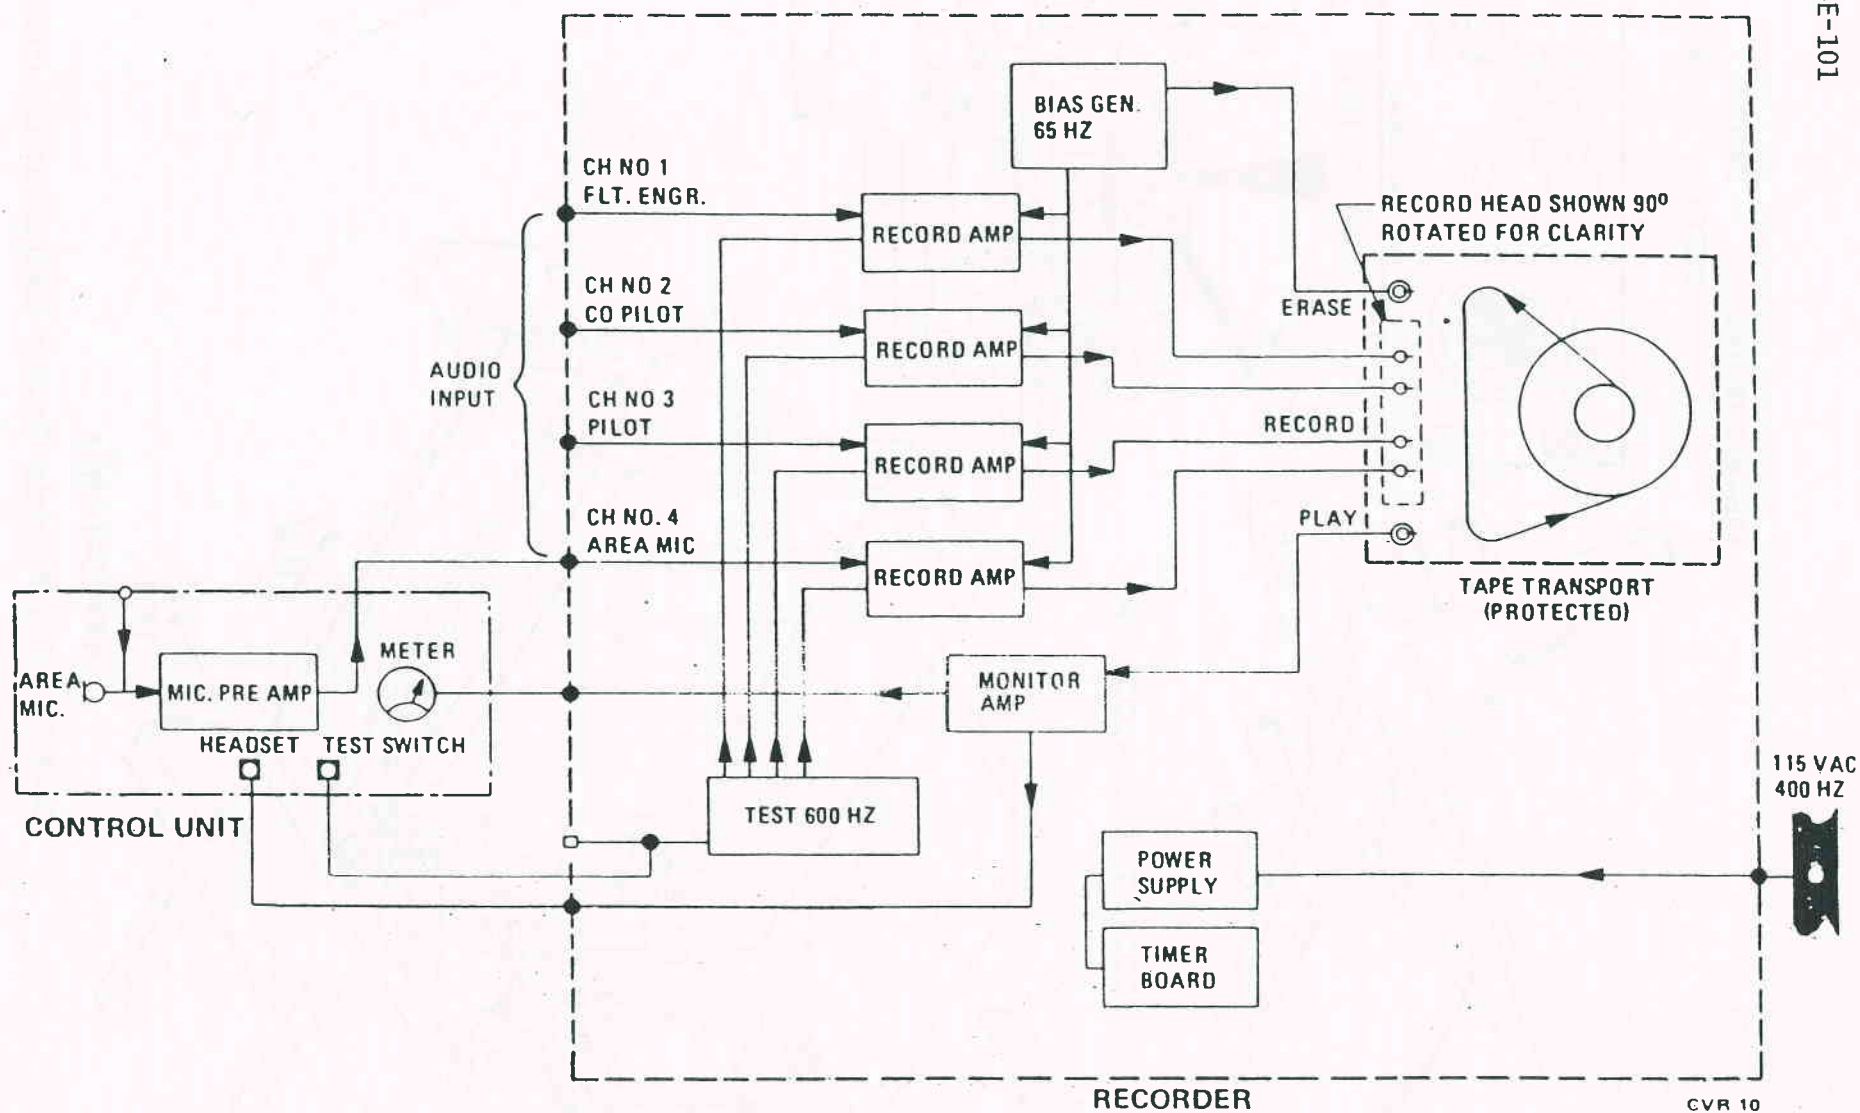 E-101
BIAS GEN.
65 HZ
CH NO 1
FLT. ENGR.
RECORD AMP
RECORD HEAD SHOWN 90º
ROTATED FOR CLARITY
CH NO 2
CO PILOT
RECORD AMP
ERASE
AUDIO
INPUT
CH NO 3
PILOT
RECORD AMP
RECORD
CH NO. 4
AREA MIC
RECORD AMP
PLAY
TAPE TRANSPORT
(PROTECTED)
AREA
MIC.
MIC. PRE AMP
METER
MONITOR
AMP
HEADSET
TEST SWITCH
CONTROL UNIT
TEST 600 HZ
115 VAC
400 HZ
POWER
SUPPLY
TIMER
BOARD
RECORDER
CVR 10